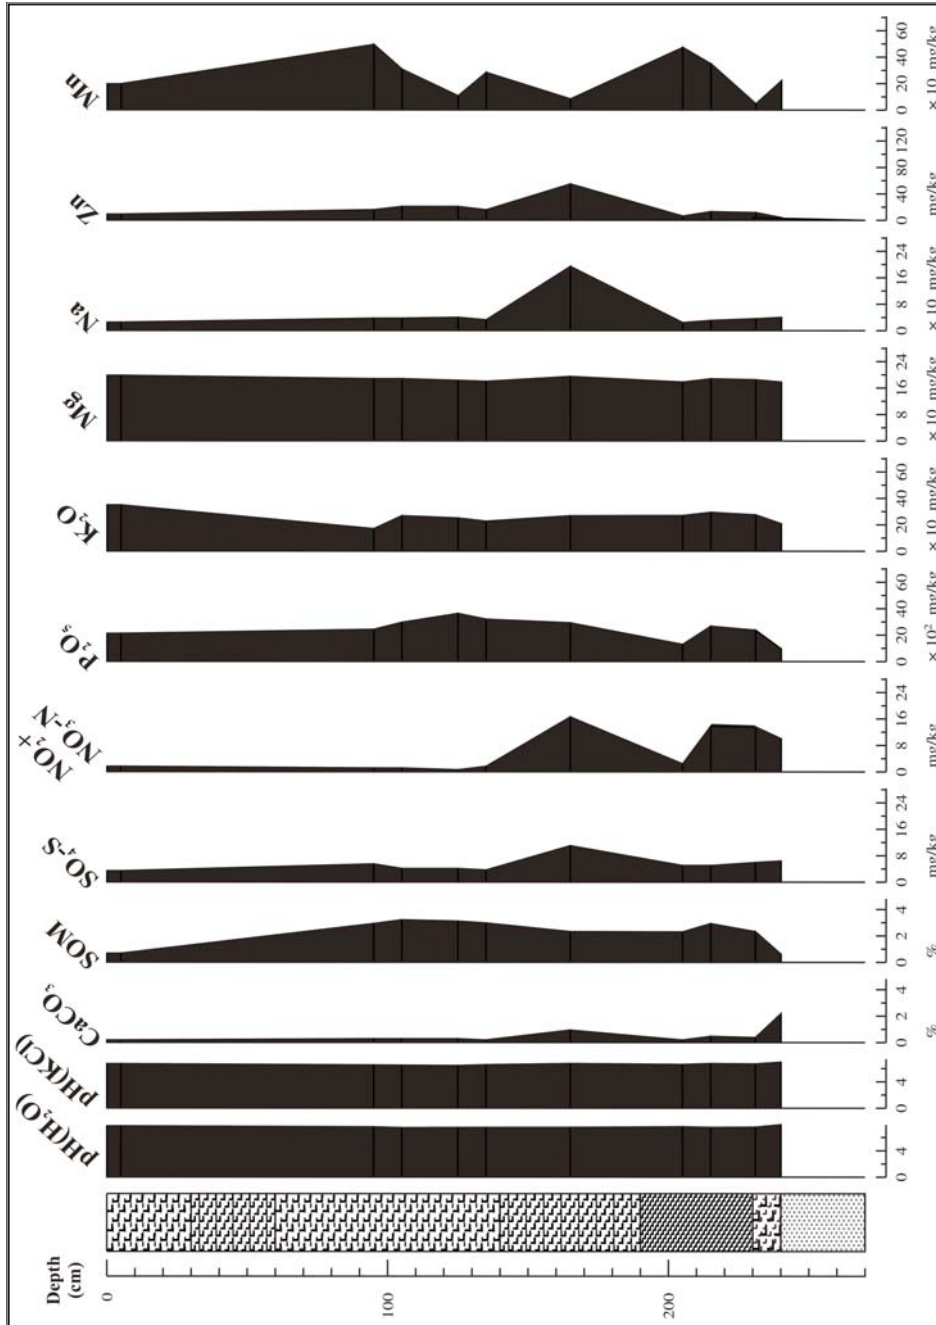 Depth
(cm)
0
100
200
pH(H₂O)
0 4
pH(KCl)
0 4
CaCO₃
0 2 4
%
SOM
0 2 4
%
SO₄-S
0 8 16 24
mg/kg
NO₂+
NO₃-N
0 8 16 24
mg/kg
P₂O₅
0 20 40 60
×10² mg/kg
K₂O
0 20 40 60
×10 mg/kg
Mg
0 8 16 24
×10 mg/kg
Na
0 8 16 24
×10 mg/kg
Zn
0 40 80 120
mg/kg
Mn
0 20 40 60
×10 mg/kg